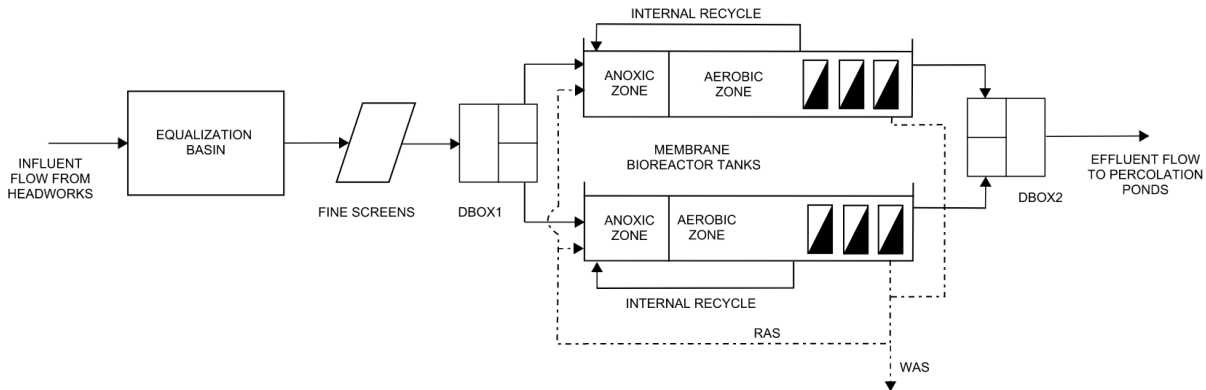 INTERNAL RECYCLE
ANOXIC
ZONE
AEROBIC
ZONE
EQUALIZATION
BASIN
INFLUENT
FLOW FROM
HEADWORKS
FINE SCREENS
DBOX1
MEMBRANE
BIOREACTOR TANKS
EFFLUENT FLOW
TO PERCOLATION
PONDS
DBOX2
ANOXIC
ZONE
AEROBIC
ZONE
INTERNAL RECYCLE
RAS
WAS